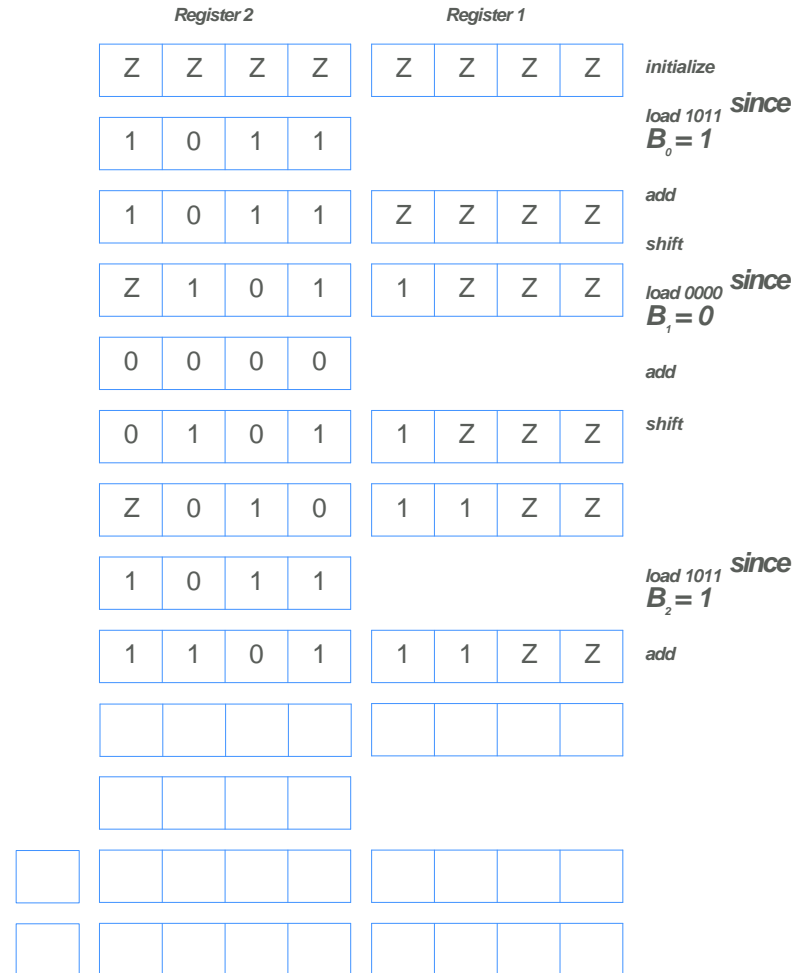 Register 2 Register 1
Z Z Z Z Z Z Z Z initialize
1 0 1 1 load 1011 since
B₀ = 1
1 0 1 1 Z Z Z Z add
shift
Z 1 0 1 1 Z Z Z load 0000 since
B₁ = 0
0 0 0 0 add
0 1 0 1 1 Z Z Z shift
Z 0 1 0 1 1 Z Z
1 0 1 1 load 1011 since
B₂ = 1
1 1 0 1 1 1 Z Z add